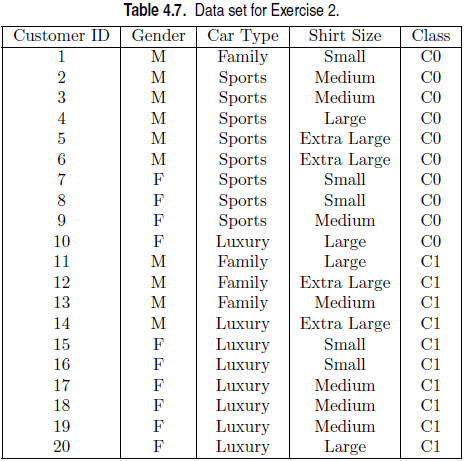 Table 4.7. Data set for Exercise 2.
Customer ID Gender Car Type Shirt Size Class
1 M Family Small C0
2 M Sports Medium C0
3 M Sports Medium C0
4 M Sports Large C0
5 M Sports Extra Large C0
6 M Sports Extra Large C0
7 F Sports Small C0
8 F Sports Small C0
9 F Sports Medium C0
10 F Luxury Large C0
11 M Family Large C1
12 M Family Extra Large C1
13 M Family Medium C1
14 M Luxury Extra Large C1
15 F Luxury Small C1
16 F Luxury Small C1
17 F Luxury Medium C1
18 F Luxury Medium C1
19 F Luxury Medium C1
20 F Luxury Large C1